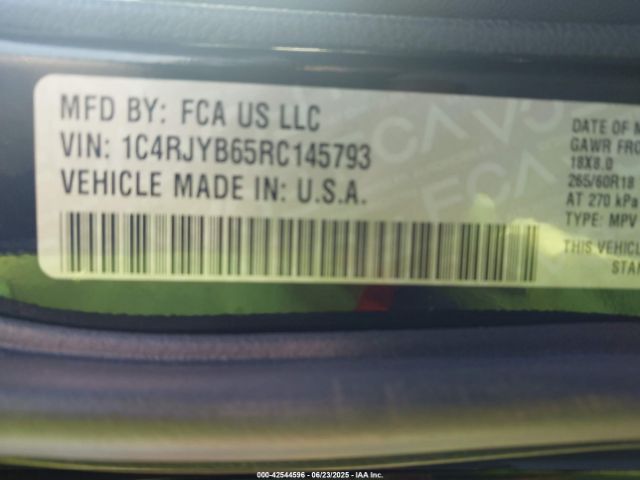 MFD BY: FCA US LLC
VIN: 1C4RJYB65RC145793
VEHICLE MADE IN: U.S.A.
DATE OF M
GAWR FRO
18X8.0
265/60R18
AT 270 kPa
TYPE: MPV
THIS VEHICL
STAN
000-42544596 - 06/23/2025 - IAA Inc.